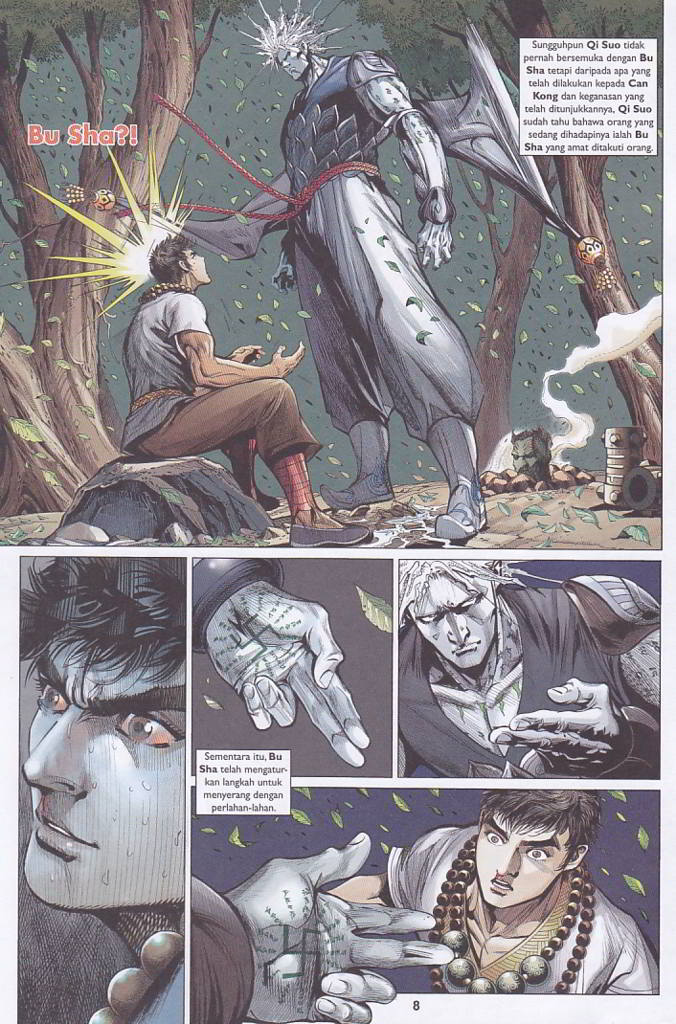 Sungguhpun Qi Suo tidak
pernah bersemuka dengan Bu
Sha tetapi daripada apa yang
telah dilakukan kepada Can
Kong dan keganasan yang
telah ditunjukkannya, Qi Suo
sudah tahu bahawa orang yang
sedang dihadapinya ialah Bu
Sha yang amat ditakuti orang.
Bu Sha?!
Sementara itu, Bu
Sha telah mengatur-
kan langkah untuk
menyerang dengan
perlahan-lahan.
8